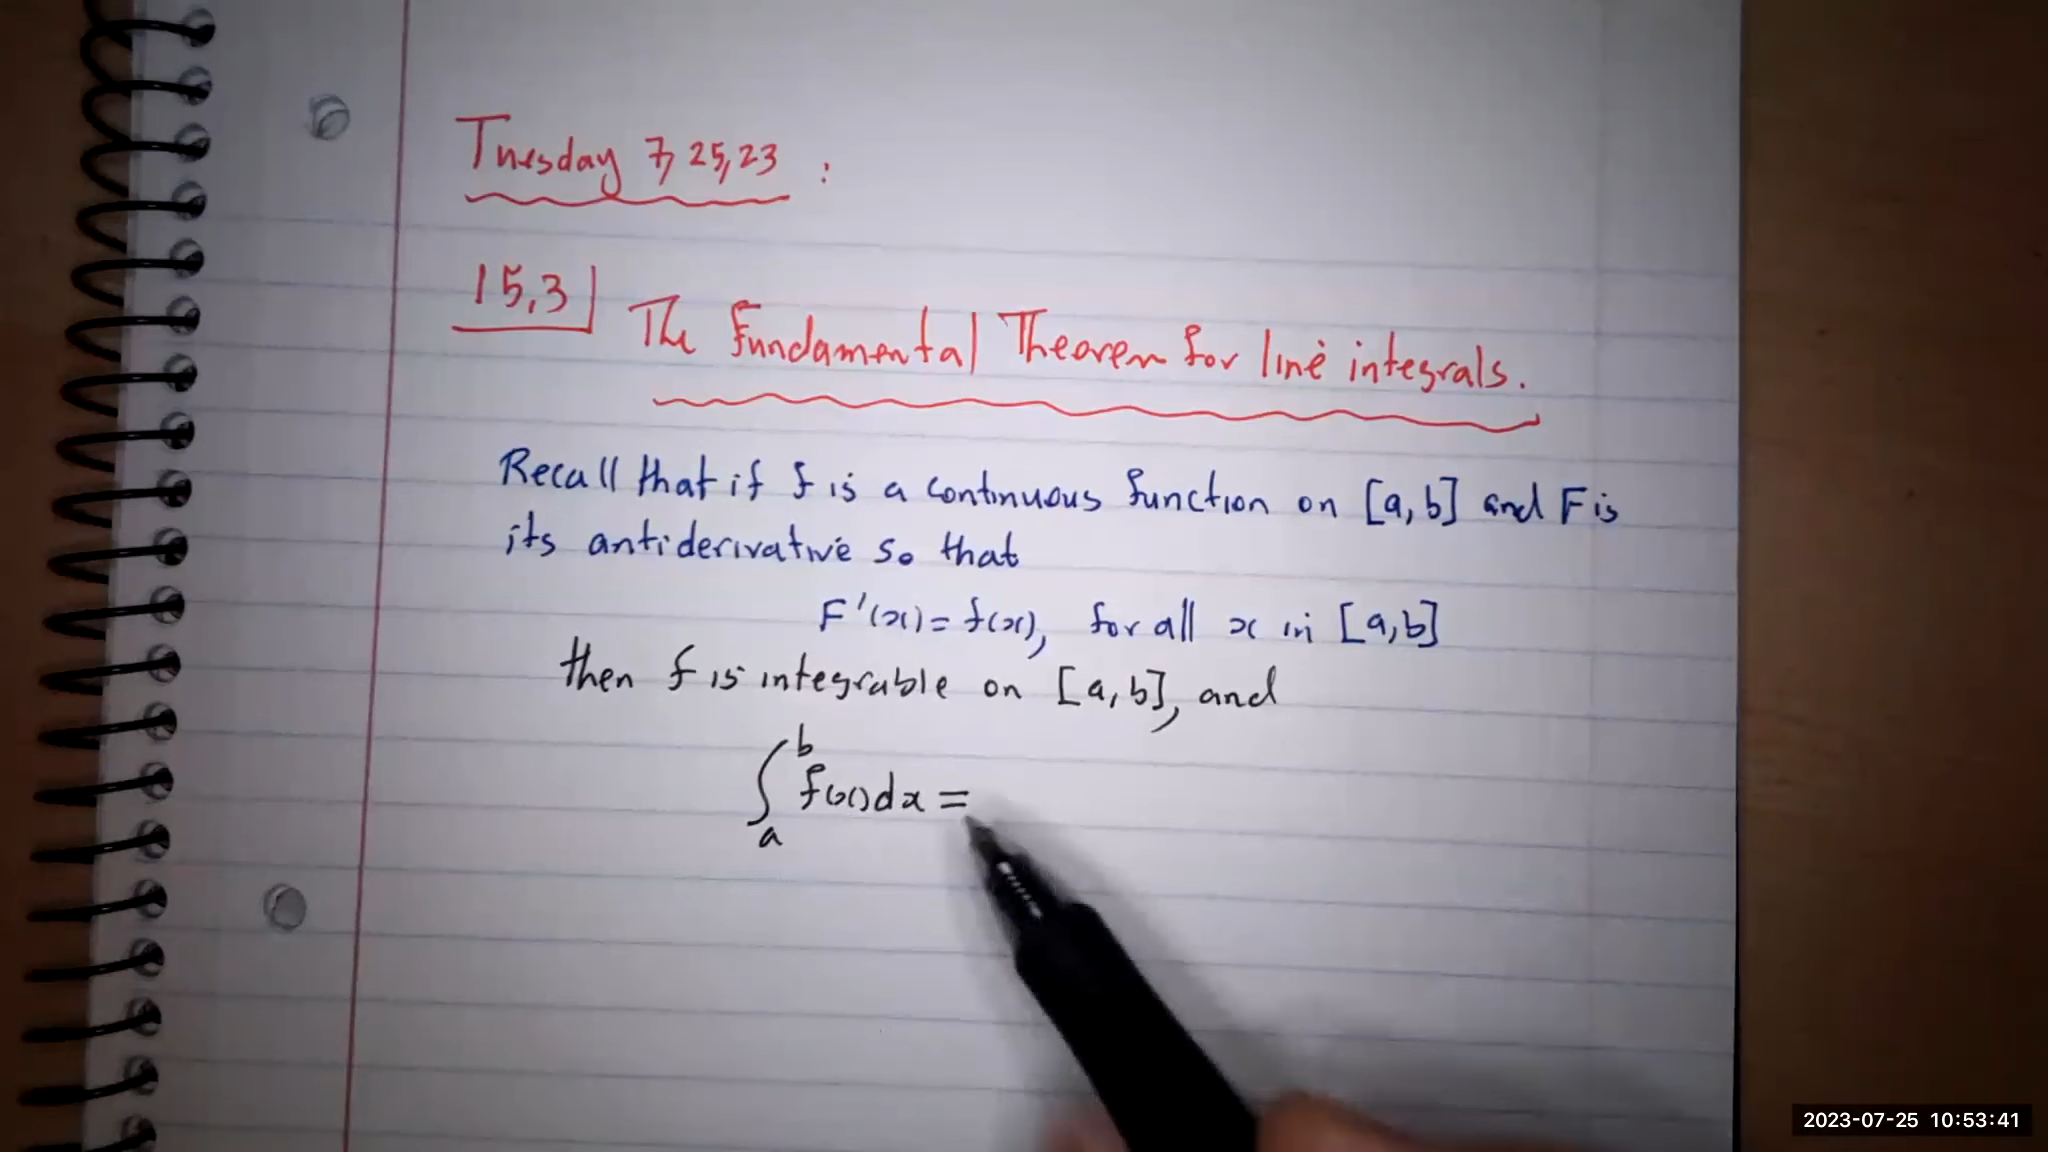 Tuesday 7,25,23 :
15,3 The Fundamental Theorem for line integrals.
Recall that if f is a continuous function on [a,b] and F is
its antiderivative so that
F'(x) = f(x), for all x in [a,b]
then f is integrable on [a,b], and
∫_a^b f(x)dx =
2023-07-25 10:53:41